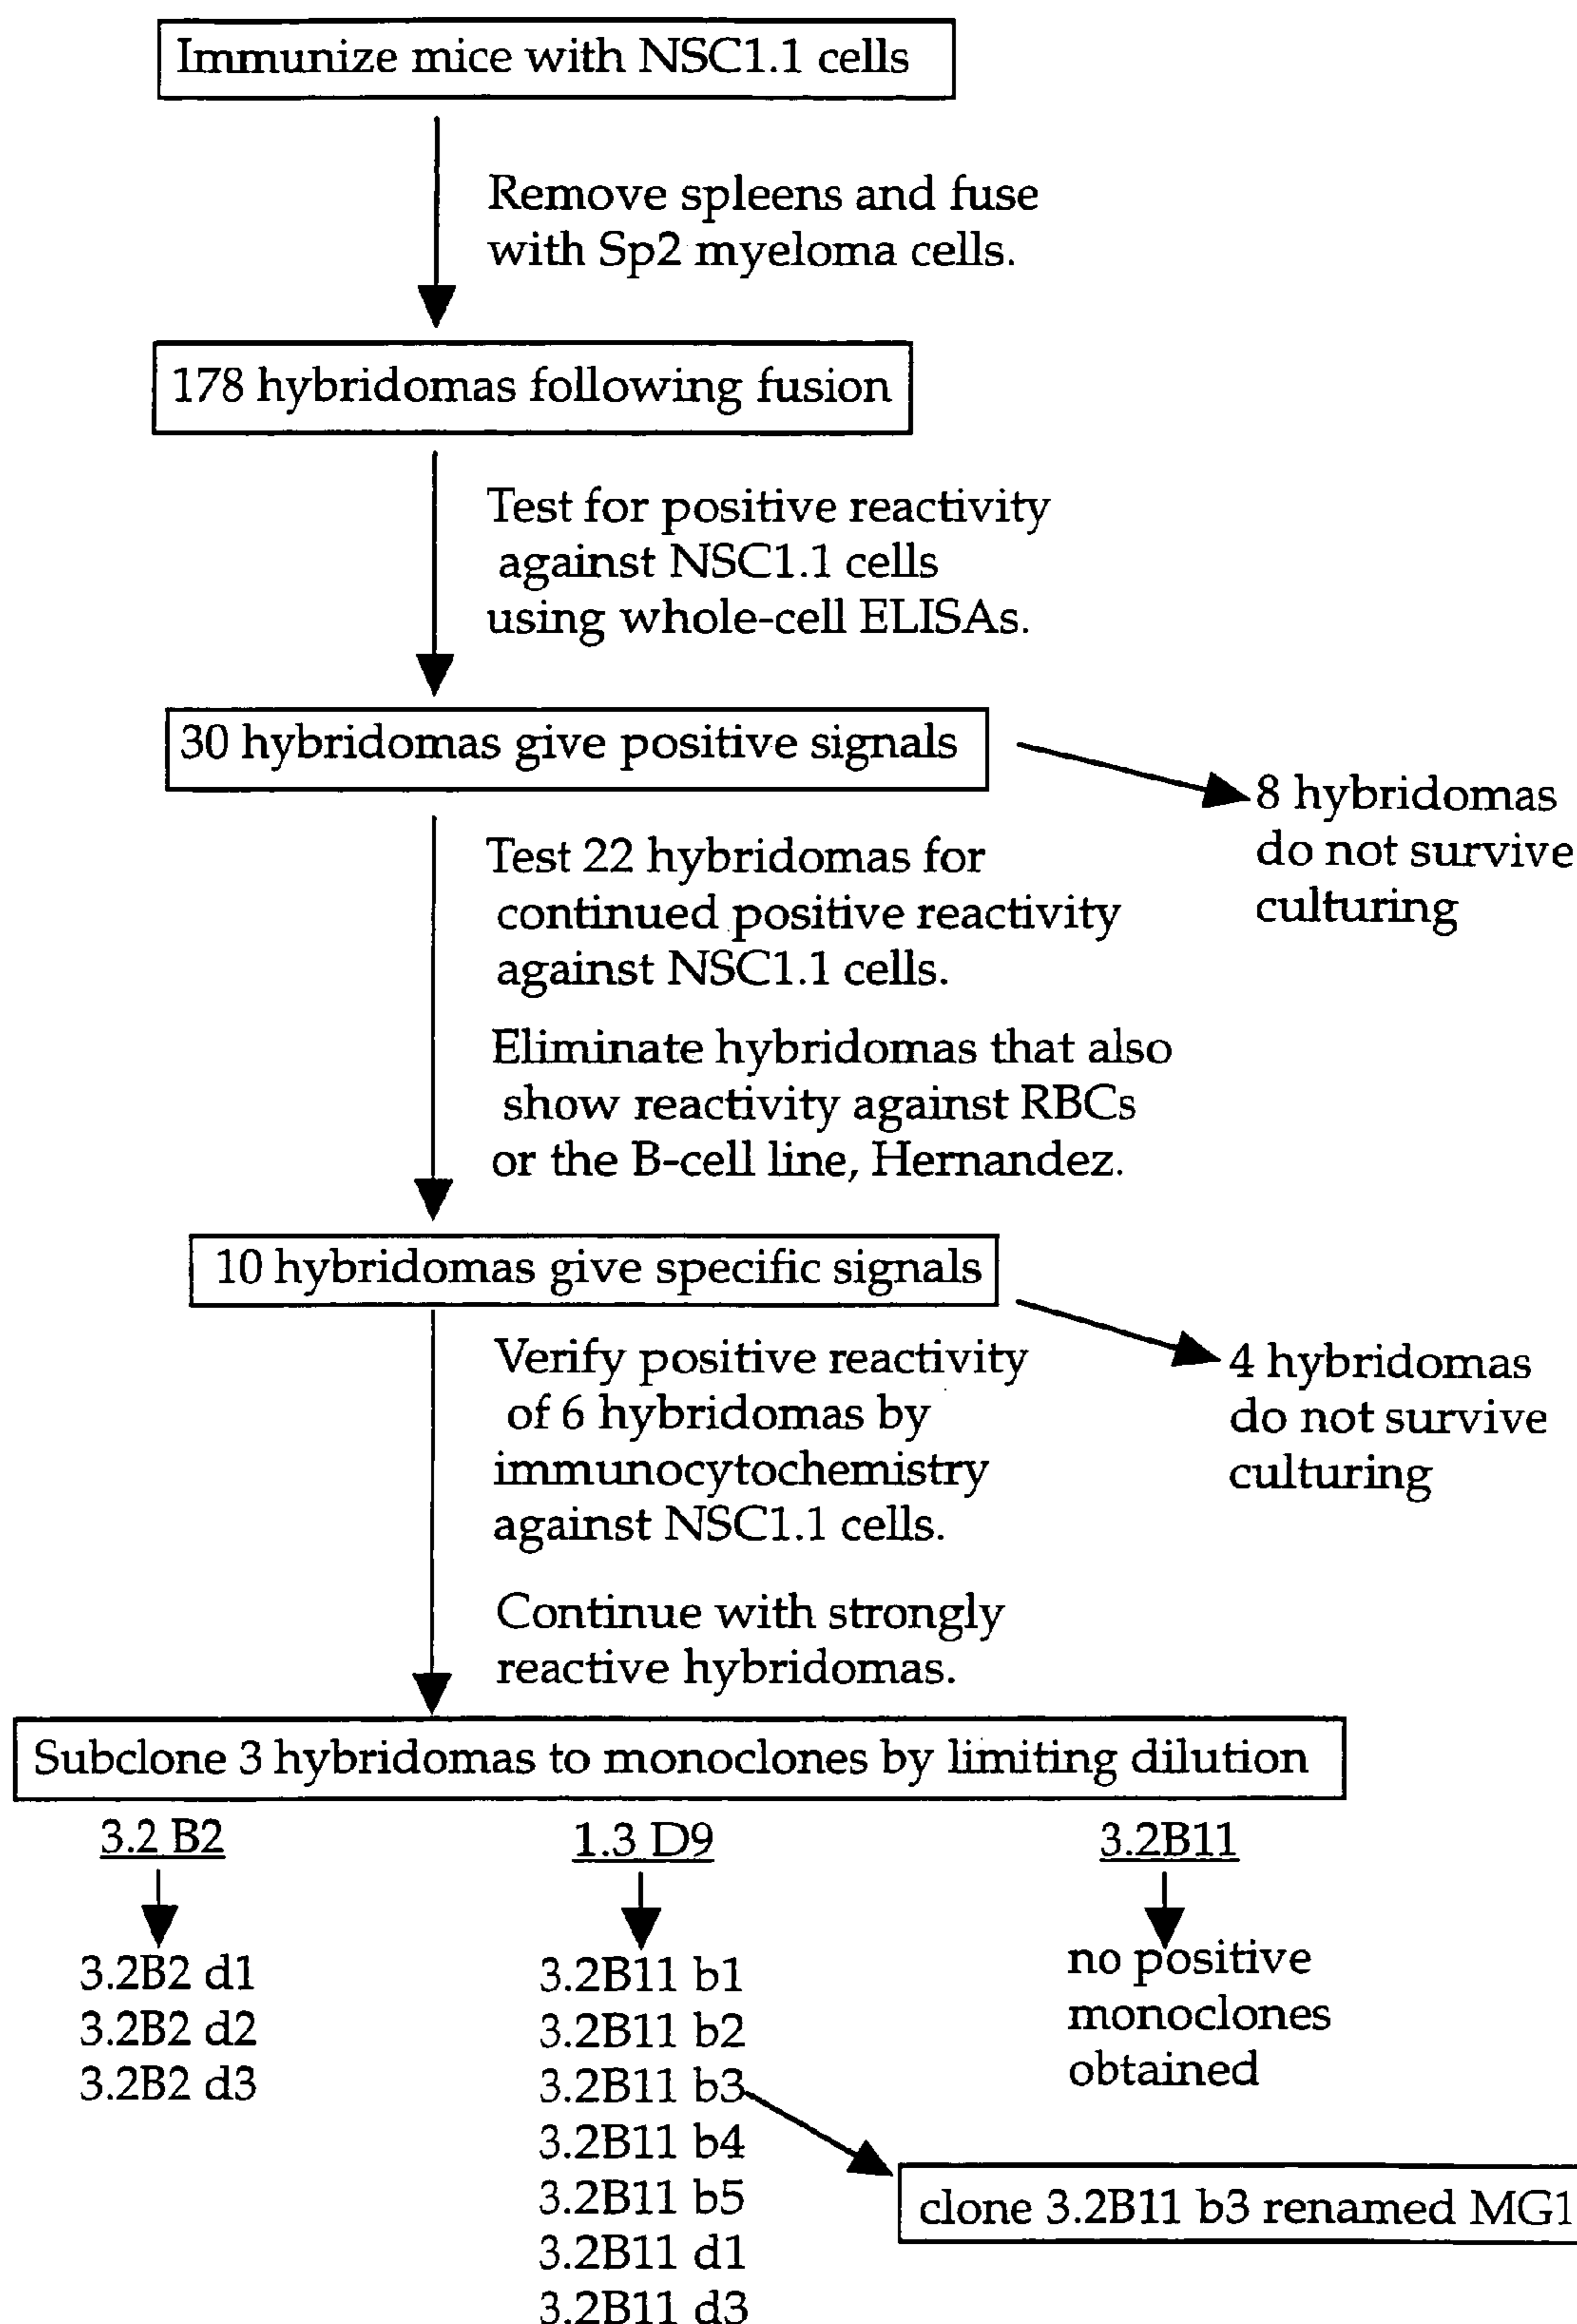 Immunize mice with NSC1.1 cells
Remove spleens and fuse
with Sp2 myeloma cells.
178 hybridomas following fusion
Test for positive reactivity
against NSC1.1 cells
using whole-cell ELISAs.
30 hybridomas give positive signals
8 hybridomas
do not survive
culturing
Test 22 hybridomas for
continued positive reactivity
against NSC1.1 cells.
Eliminate hybridomas that also
show reactivity against RBCs
or the B-cell line, Hernandez.
10 hybridomas give specific signals
4 hybridomas
do not survive
culturing
Verify positive reactivity
of 6 hybridomas by
immunocytochemistry
against NSC1.1 cells.
Continue with strongly
reactive hybridomas.
Subclone 3 hybridomas to monoclones by limiting dilution
3.2 B2
3.2B2 d1
3.2B2 d2
3.2B2 d3
1.3 D9
3.2B11 b1
3.2B11 b2
3.2B11 b3
3.2B11 b4
3.2B11 b5
3.2B11 d1
3.2B11 d3
3.2B11
no positive
monoclones
obtained
clone 3.2B11 b3 renamed MG1